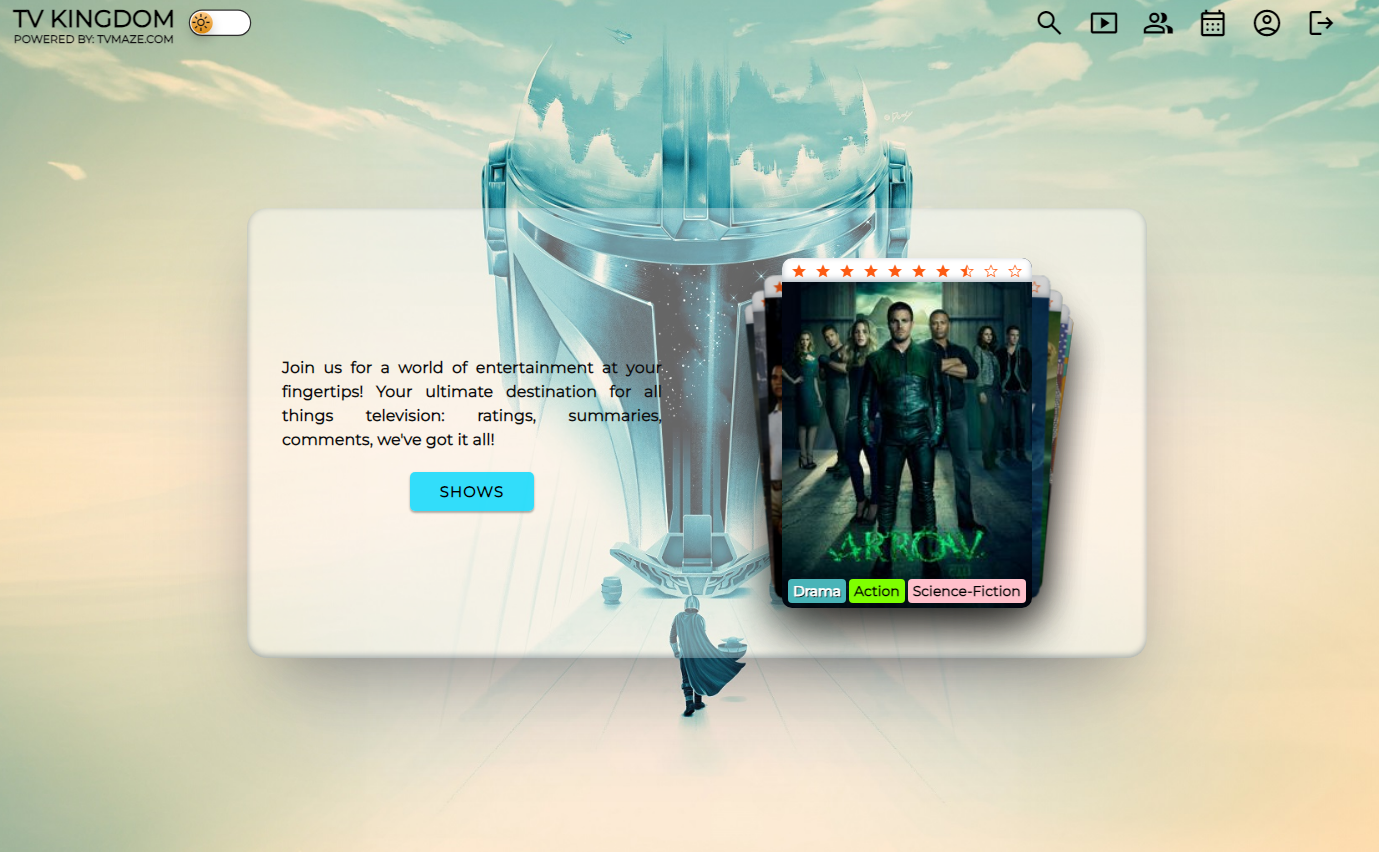 TV KINGDOM
POWERED BY: TVMAZE.COM
Join us for a world of entertainment at your
fingertips! Your ultimate destination for all
things television: ratings, summaries,
comments, we've got it all!
SHOWS
ARROW
Drama Action Science-Fiction